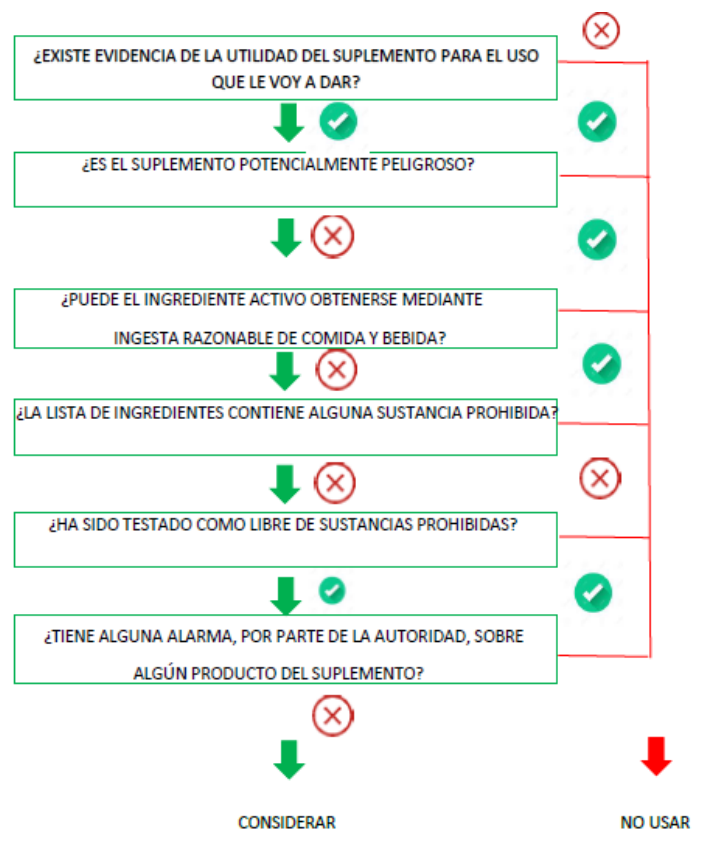 ¿EXISTE EVIDENCIA DE LA UTILIDAD DEL SUPLEMENTO PARA EL USO
QUE LE VOY A DAR?
¿ES EL SUPLEMENTO POTENCIALMENTE PELIGROSO?
¿PUEDE EL INGREDIENTE ACTIVO OBTENERSE MEDIANTE
INGESTA RAZONABLE DE COMIDA Y BEBIDA?
¿LA LISTA DE INGREDIENTES CONTIENE ALGUNA SUSTANCIA PROHIBIDA?
¿HA SIDO TESTADO COMO LIBRE DE SUSTANCIAS PROHIBIDAS?
¿TIENE ALGUNA ALARMA, POR PARTE DE LA AUTORIDAD, SOBRE
ALGÚN PRODUCTO DEL SUPLEMENTO?
CONSIDERAR
NO USAR